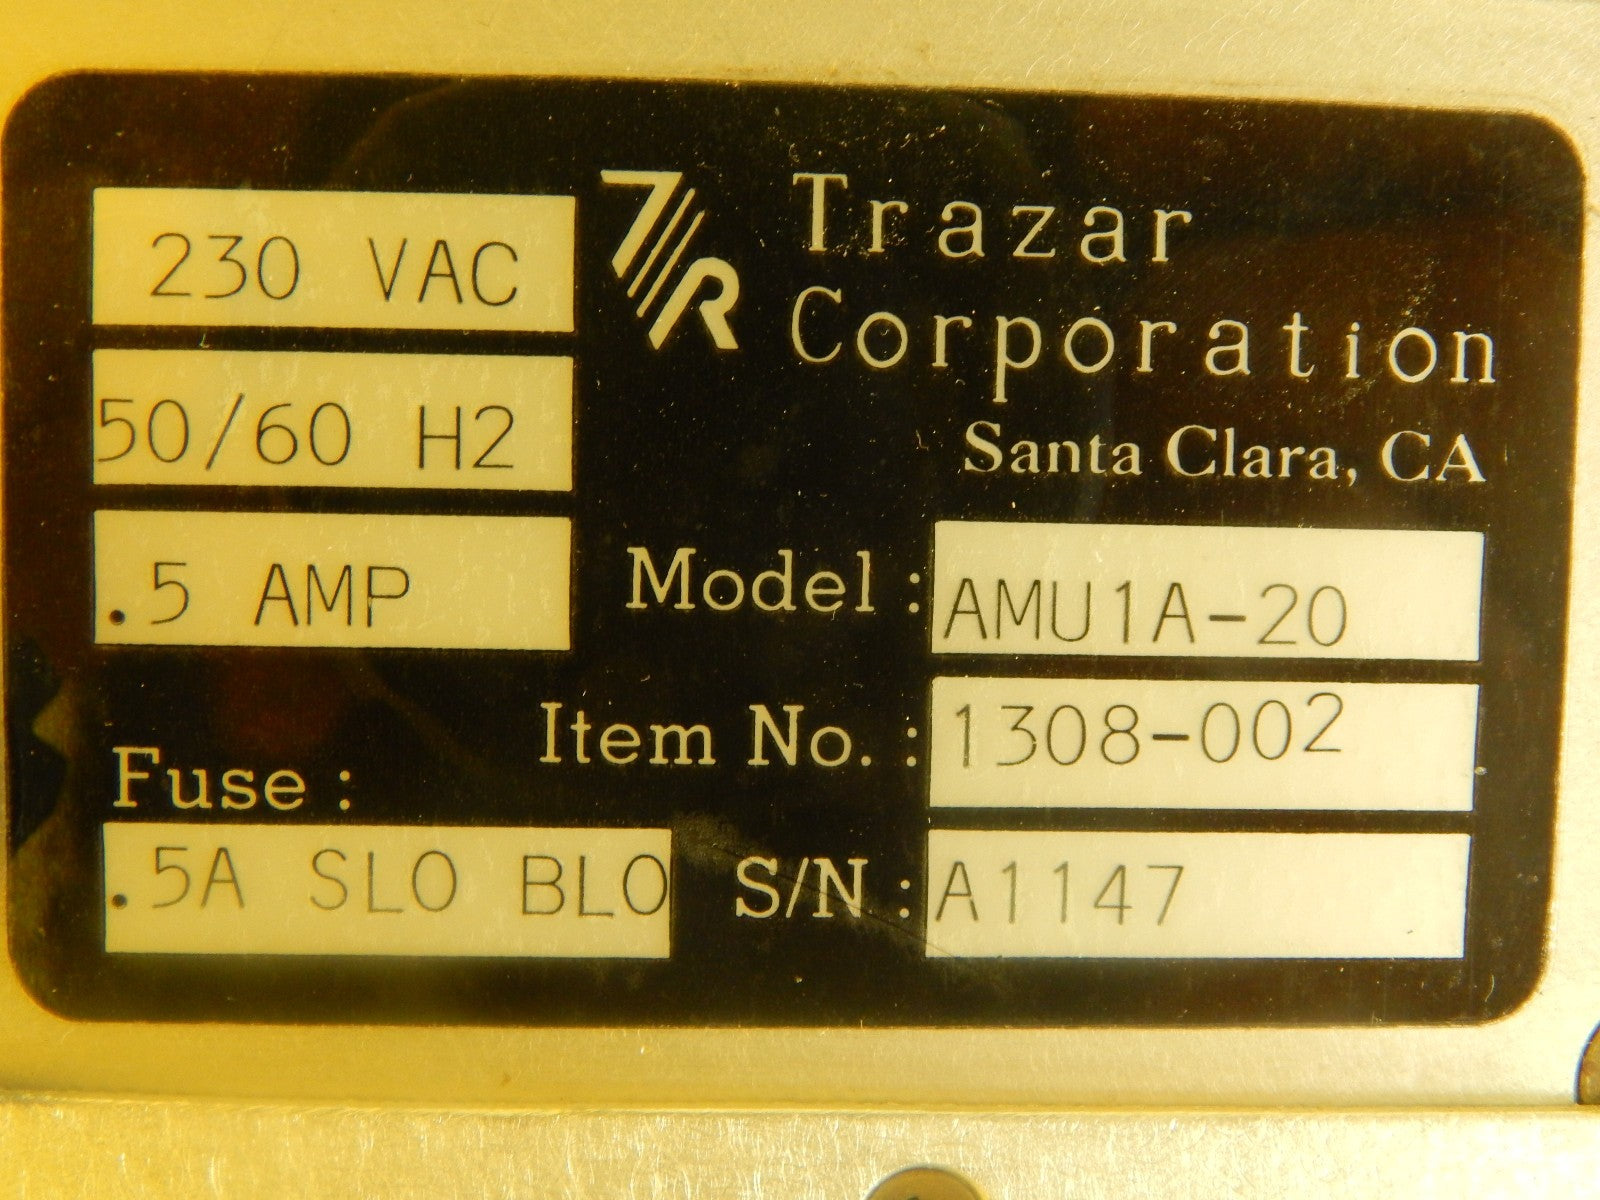 230 VAC
50/60 H2
.5 AMP
Fuse :
.5A SLO BLO
TR Trazar
Corporation
Santa Clara, CA
Model : AMU1A-20
Item No. : 1308-002
S/N : A1147